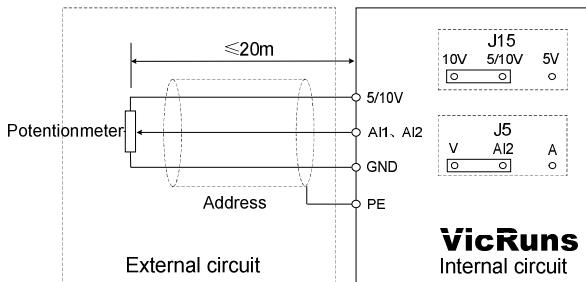 ≤20m
J15
10V 5/10V 5V
5/10V
Potentionmeter
AI1、AI2
J5
V AI2 A
GND
Address
PE
VicRuns
External circuit
Internal circuit